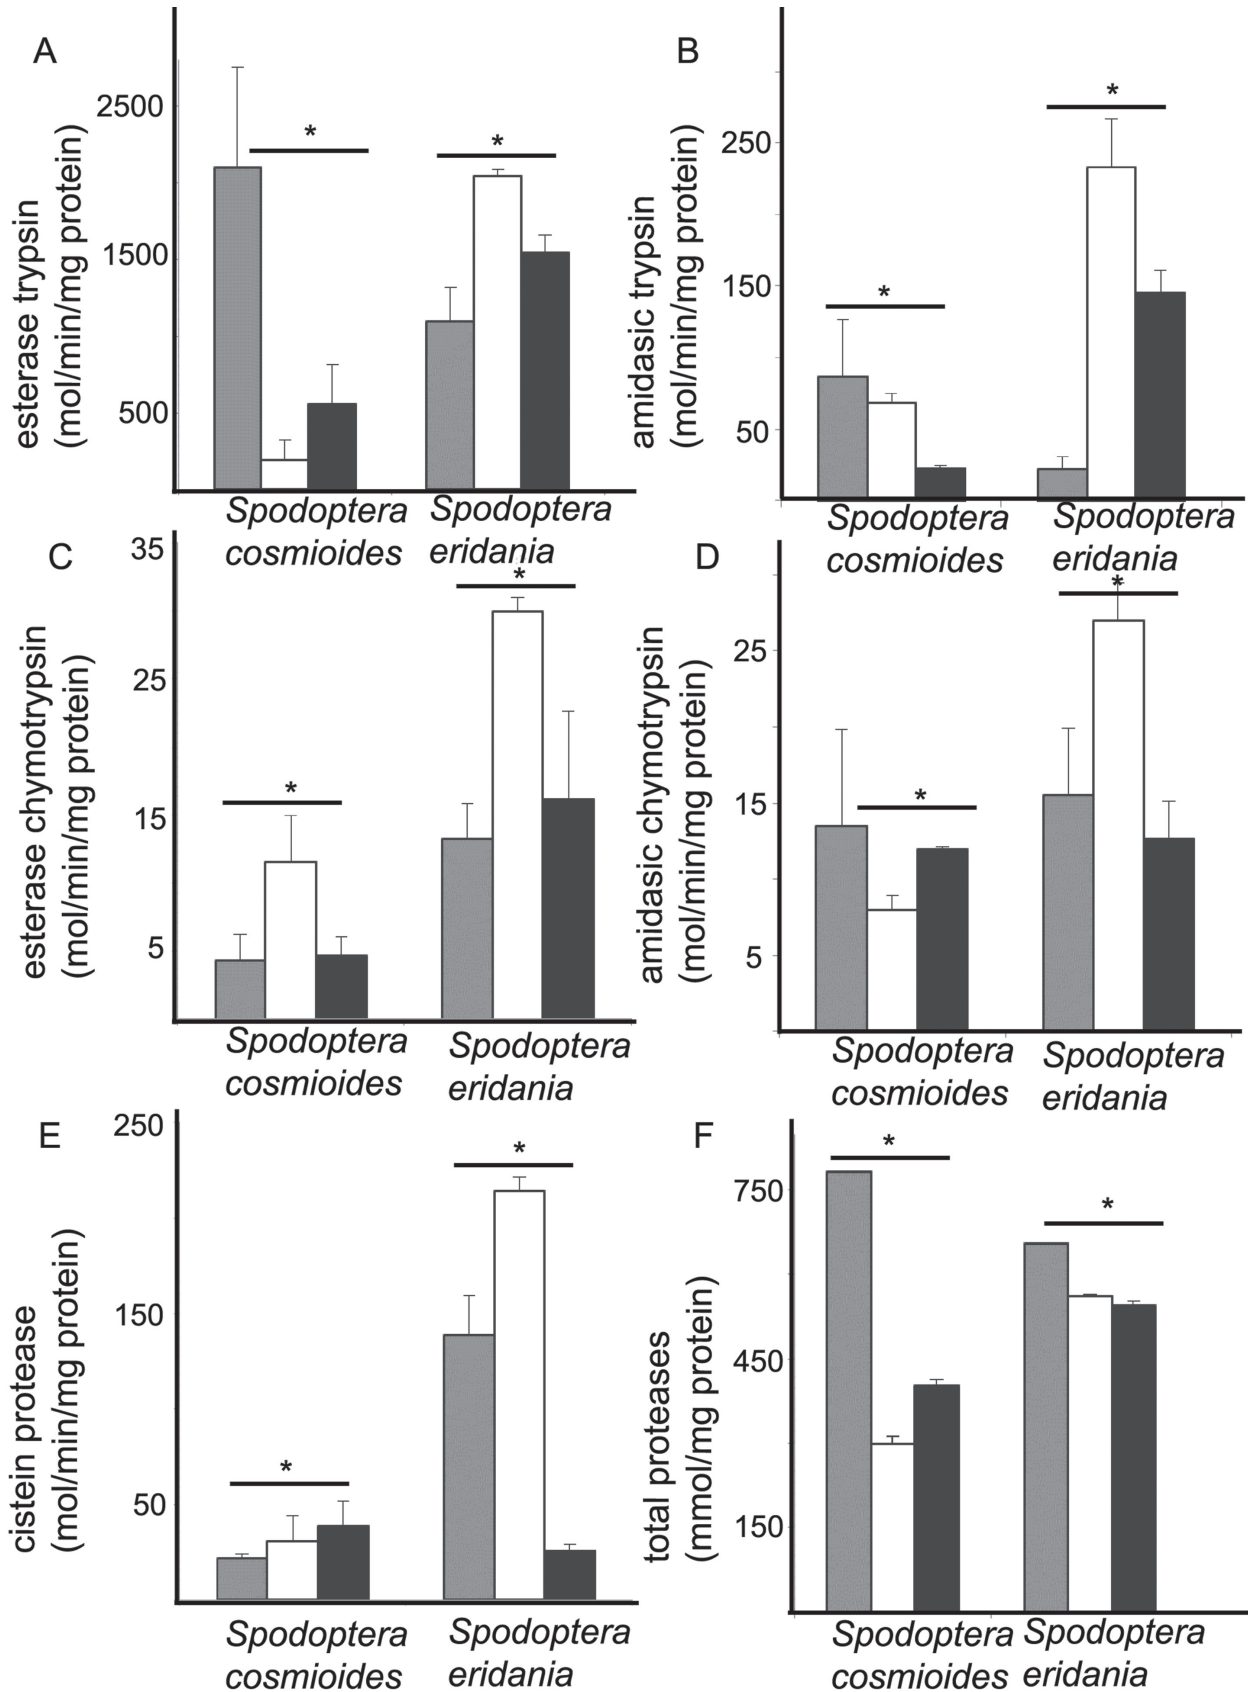 A
esterase trypsin
(mol/min/mg protein)
2500
1500
500
*
*
Spodoptera
cosmioides
Spodoptera
eridania
B
amidasic trypsin
(mol/min/mg protein)
250
150
50
*
*
Spodoptera
cosmioides
Spodoptera
eridania
C
esterase chymotrypsin
(mol/min/mg protein)
35
25
15
5
*
*
Spodoptera
cosmioides
Spodoptera
eridania
D
amidasic chymotrypsin
(mol/min/mg protein)
25
15
5
*
*
Spodoptera
cosmioides
Spodoptera
eridania
E
cistein protease
(mol/min/mg protein)
250
150
50
*
*
Spodoptera
cosmioides
Spodoptera
eridania
F
total proteases
(mmol/mg protein)
750
450
150
*
*
Spodoptera
cosmioides
Spodoptera
eridania